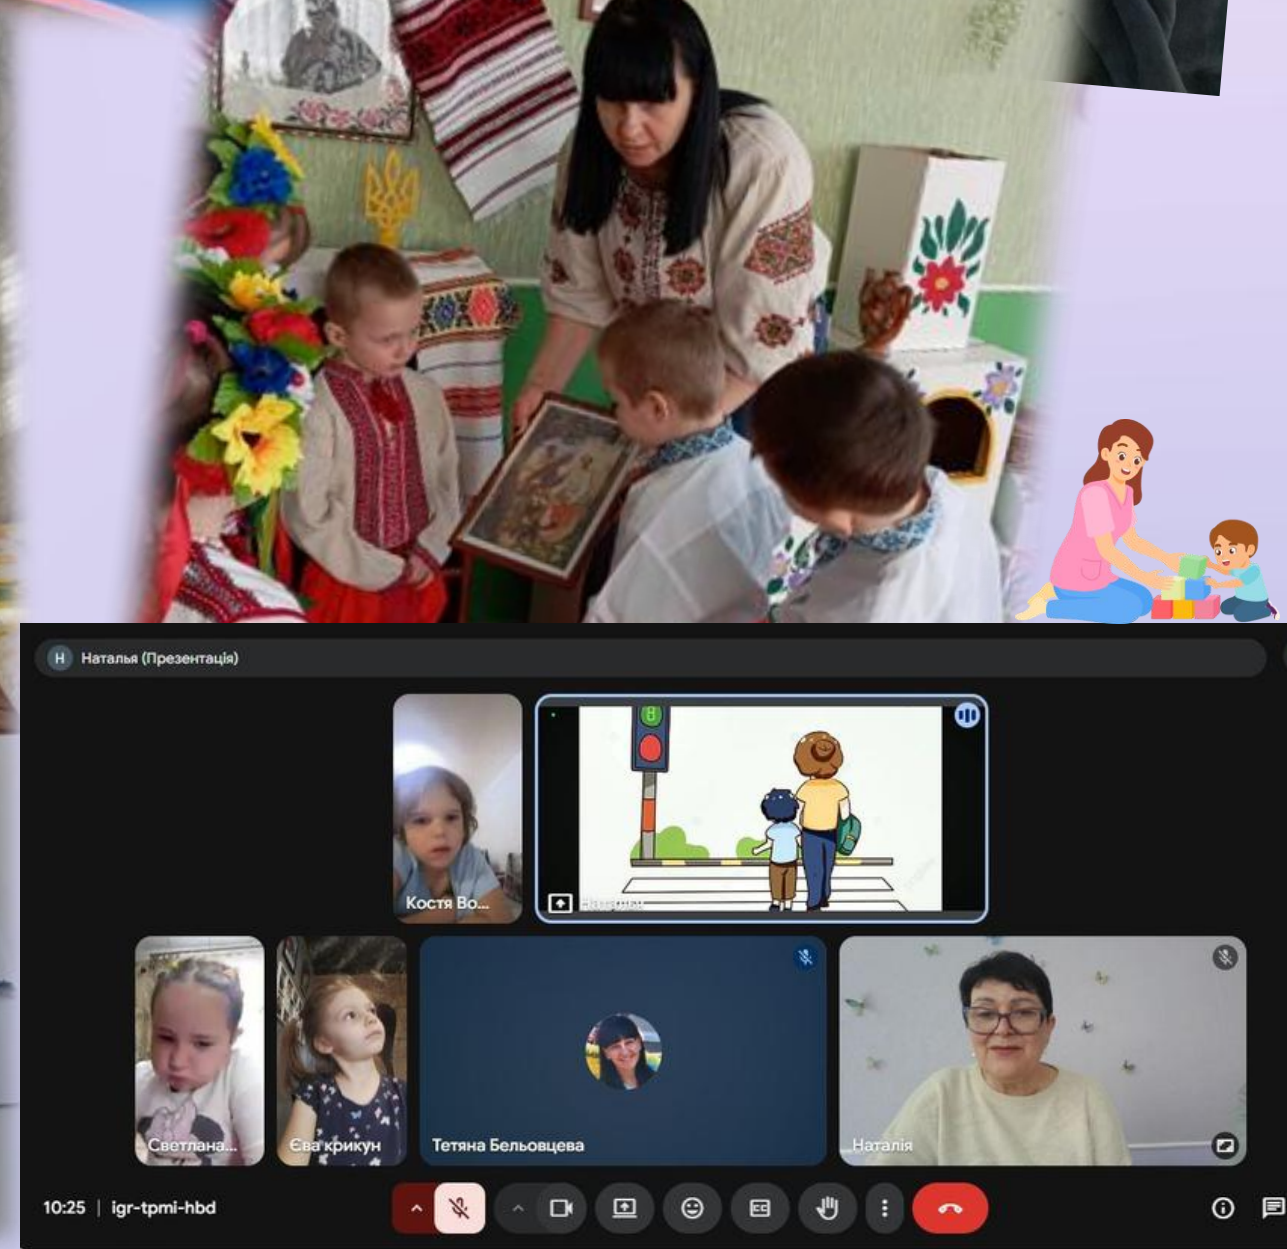 Н Наталья (Презентація)
Костя Во...
Светлана...
Єва крикун
Тетяна Бельовцева
Наталія
10:25 | igr-tpmi-hbd